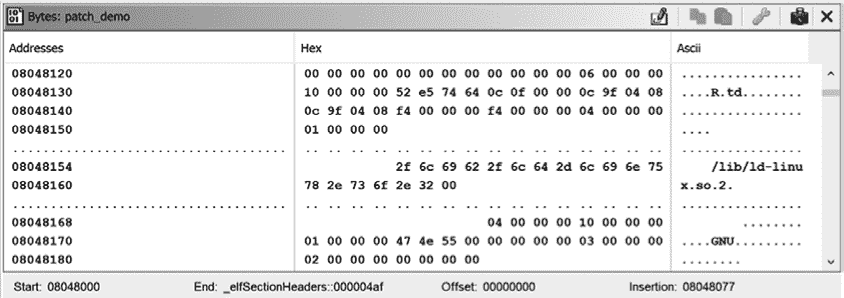 Bytes: patch_demo
Addresses Hex Ascii
08048120 00 00 00 00 00 00 00 00 00 00 00 00 06 00 00 00 ................
08048130 10 00 00 00 52 e5 74 64 0c 0f 00 00 0c 9f 04 08 ....R.td........
08048140 0c 9f 04 08 f4 00 00 00 f4 00 00 00 04 00 00 00 ................
08048150 01 00 00 00 ....
.................................... .. .. .. .. .. .. .. .. .. .. .. .. .. .. .. .. ................
08048154 2f 6c 69 62 2f 6c 64 2d 6c 69 6e 75 /lib/ld-linu
08048160 78 2e 73 6f 2e 32 00 x.so.2.
.................................... .. .. .. .. .. .. .. .. .. .. .. .. .. .. .. .. ................
08048168 04 00 00 00 10 00 00 00 ........
08048170 01 00 00 00 47 4e 55 00 00 00 00 00 03 00 00 00 ....GNU.........
08048180 02 00 00 00 00 00 00 00 ........
Start: 08048000 End: _elfSectionHeaders::000004af Offset: 00000000 Insertion: 08048077